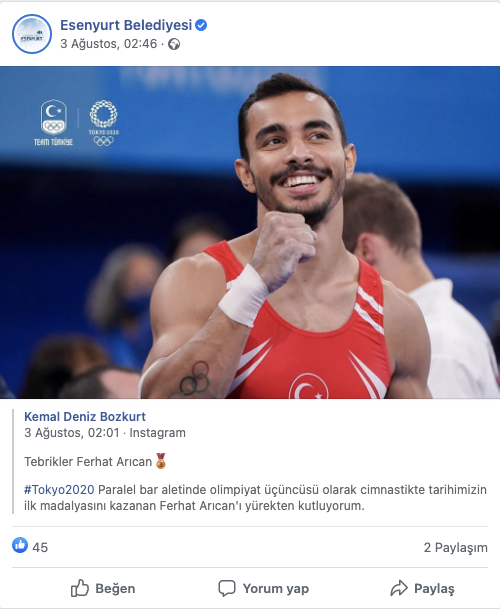 Esenyurt Belediyesi
3 Ağustos, 02:46 ·
ESENYURT
TEAM TÜRKİYE
TOKYO 2020
Kemal Deniz Bozkurt
3 Ağustos, 02:01 · Instagram
Tebrikler Ferhat Arıcan🥉
#Tokyo2020 Paralel bar aletinde olimpiyat üçüncüsü olarak cimnastikte tarihimizin
ilk madalyasını kazanan Ferhat Arıcan'ı yürekten kutluyorum.
45
2 Paylaşım
Beğen
Yorum yap
Paylaş